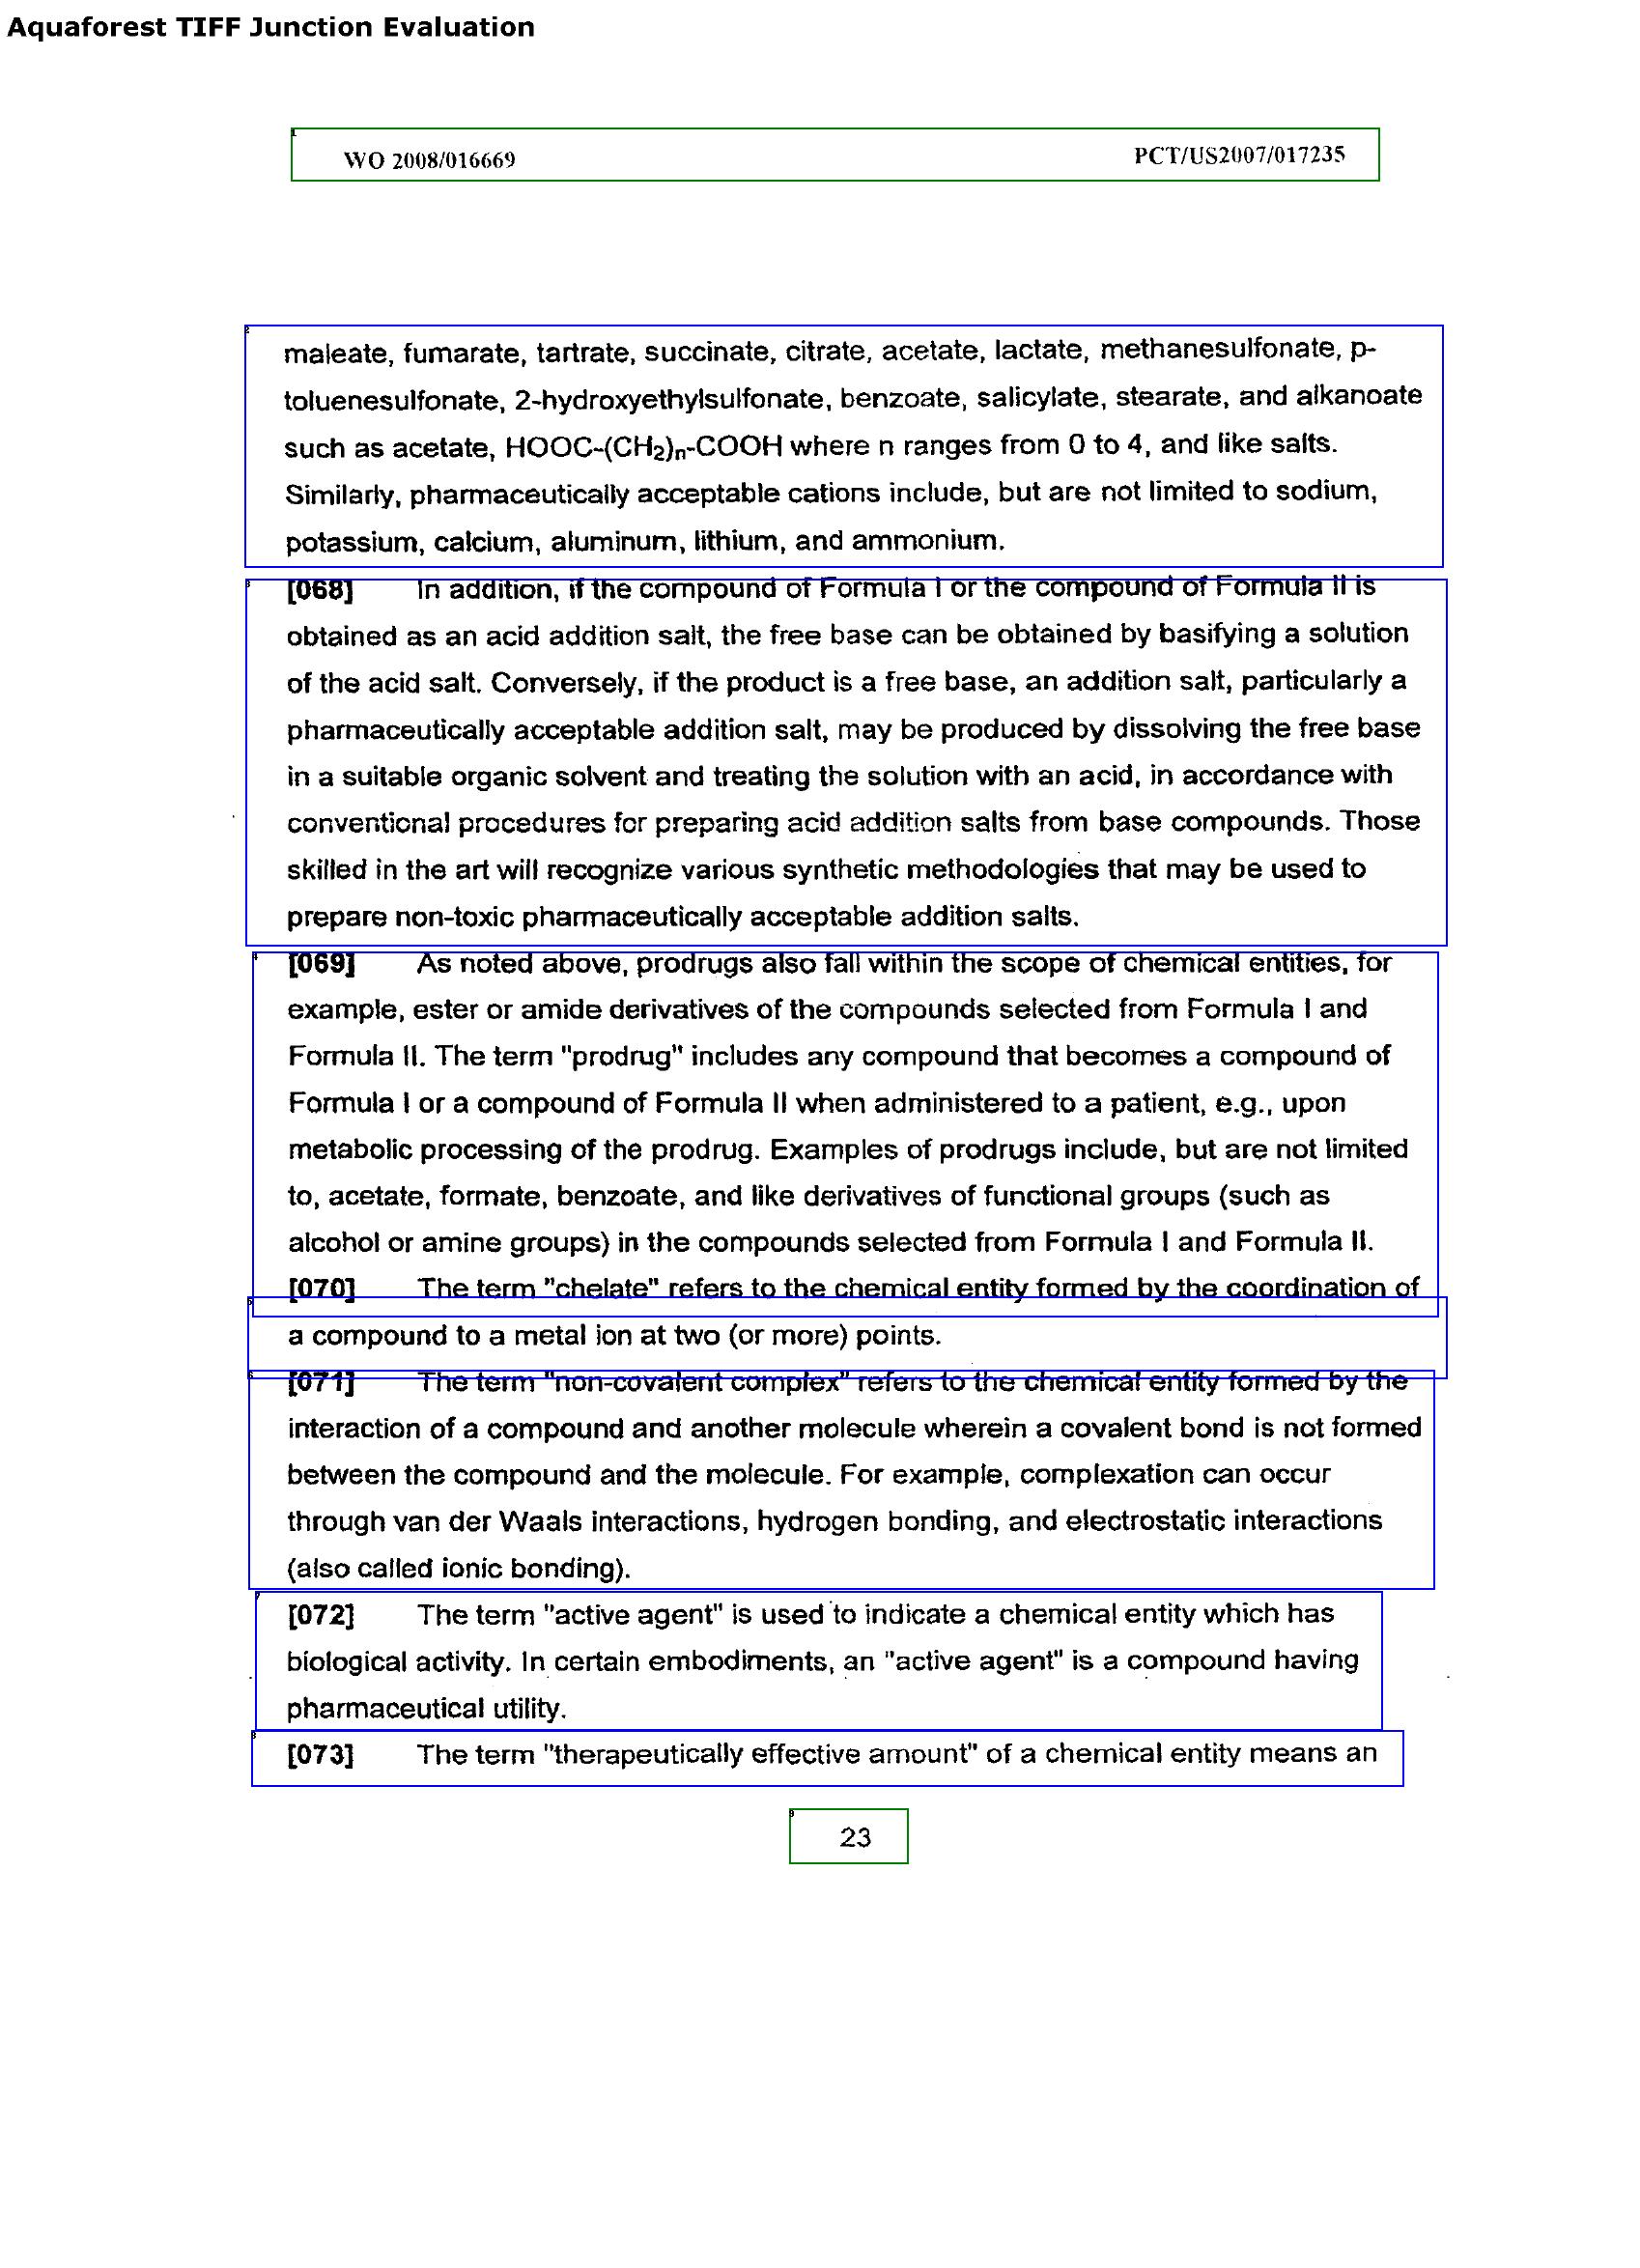 Aquaforest TIFF Junction Evaluation
WO 2008/016669 PCT/US2007/017235
maleate, fumarate, tartrate, succinate, citrate, acetate, lactate, methanesulfonate, p-
toluenesulfonate, 2-hydroxyethylsulfonate, benzoate, salicylate, stearate, and alkanoate
such as acetate, HOOC-(CH₂)ₙ-COOH where n ranges from 0 to 4, and like salts.
Similarly, pharmaceutically acceptable cations include, but are not limited to sodium,
potassium, calcium, aluminum, lithium, and ammonium.
[068] In addition, if the compound of Formula I or the compound of Formula II is
obtained as an acid addition salt, the free base can be obtained by basifying a solution
of the acid salt. Conversely, if the product is a free base, an addition salt, particularly a
pharmaceutically acceptable addition salt, may be produced by dissolving the free base
in a suitable organic solvent and treating the solution with an acid, in accordance with
conventional procedures for preparing acid addition salts from base compounds. Those
skilled in the art will recognize various synthetic methodologies that may be used to
prepare non-toxic pharmaceutically acceptable addition salts.
[069] As noted above, prodrugs also fall within the scope of chemical entities, for
example, ester or amide derivatives of the compounds selected from Formula I and
Formula II. The term "prodrug" includes any compound that becomes a compound of
Formula I or a compound of Formula II when administered to a patient, e.g., upon
metabolic processing of the prodrug. Examples of prodrugs include, but are not limited
to, acetate, formate, benzoate, and like derivatives of functional groups (such as
alcohol or amine groups) in the compounds selected from Formula I and Formula II.
[070] The term "chelate" refers to the chemical entity formed by the coordination of
a compound to a metal ion at two (or more) points.
[071] The term "non-covalent complex" refers to the chemical entity formed by the
interaction of a compound and another molecule wherein a covalent bond is not formed
between the compound and the molecule. For example, complexation can occur
through van der Waals interactions, hydrogen bonding, and electrostatic interactions
(also called ionic bonding).
[072] The term "active agent" is used to indicate a chemical entity which has
biological activity. In certain embodiments, an "active agent" is a compound having
pharmaceutical utility.
[073] The term "therapeutically effective amount" of a chemical entity means an
23